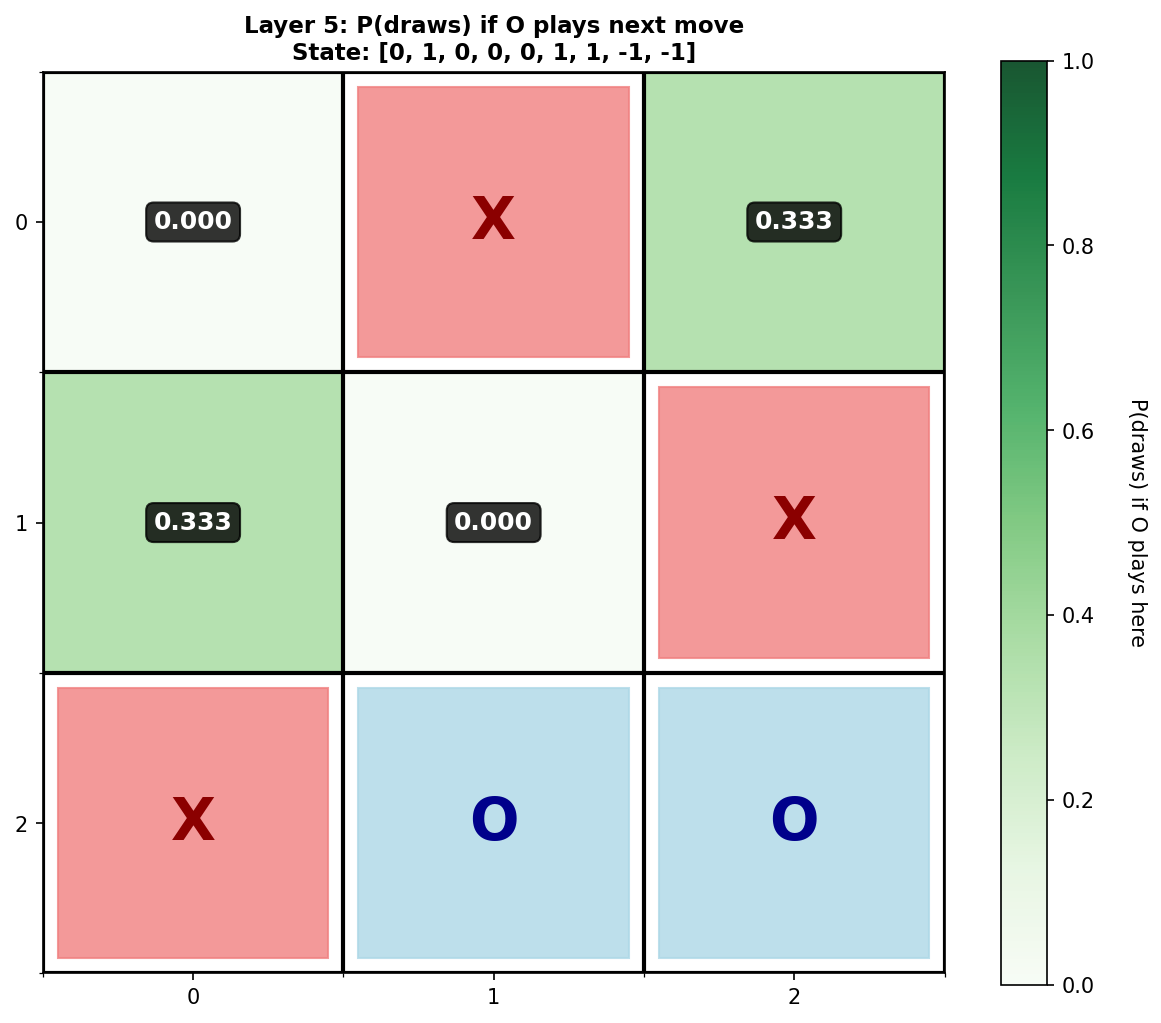 Layer 5: P(draws) if O plays next move
State: [0, 1, 0, 0, 0, 1, 1, -1, -1]
0 0.000 X 0.333
1 0.333 0.000 X
2 X O O
0 1 2
1.0
0.8
0.6
0.4
0.2
0.0
P(draws) if O plays here